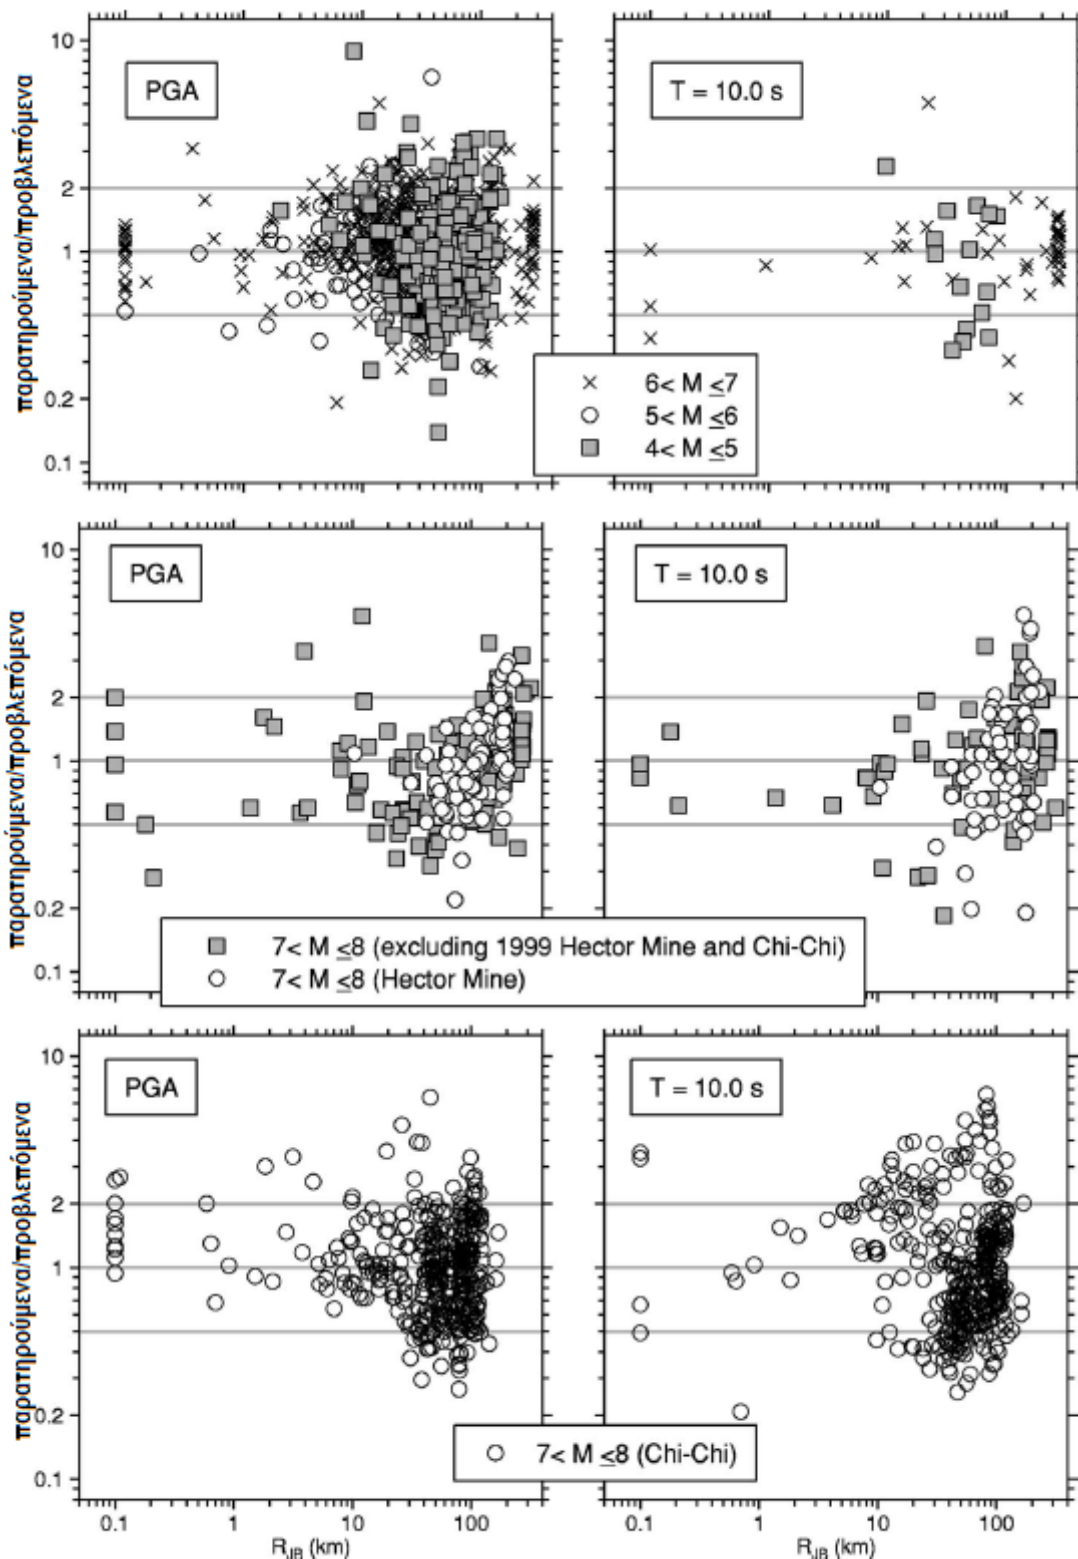 10
2
1
0.2
0.1
παρατηρούμενα/προβλεπόμενα
PGA
T = 10.0 s
6< M ≤7
5< M ≤6
4< M ≤5
10
2
1
0.2
0.1
παρατηρούμενα/προβλεπόμενα
PGA
T = 10.0 s
7< M ≤8 (excluding 1999 Hector Mine and Chi-Chi)
7< M ≤8 (Hector Mine)
10
2
1
0.2
0.1
παρατηρούμενα/προβλεπόμενα
PGA
T = 10.0 s
7< M ≤8 (Chi-Chi)
0.1 1 10 100
0.1 1 10 100
R_JB (km)
R_JB (km)